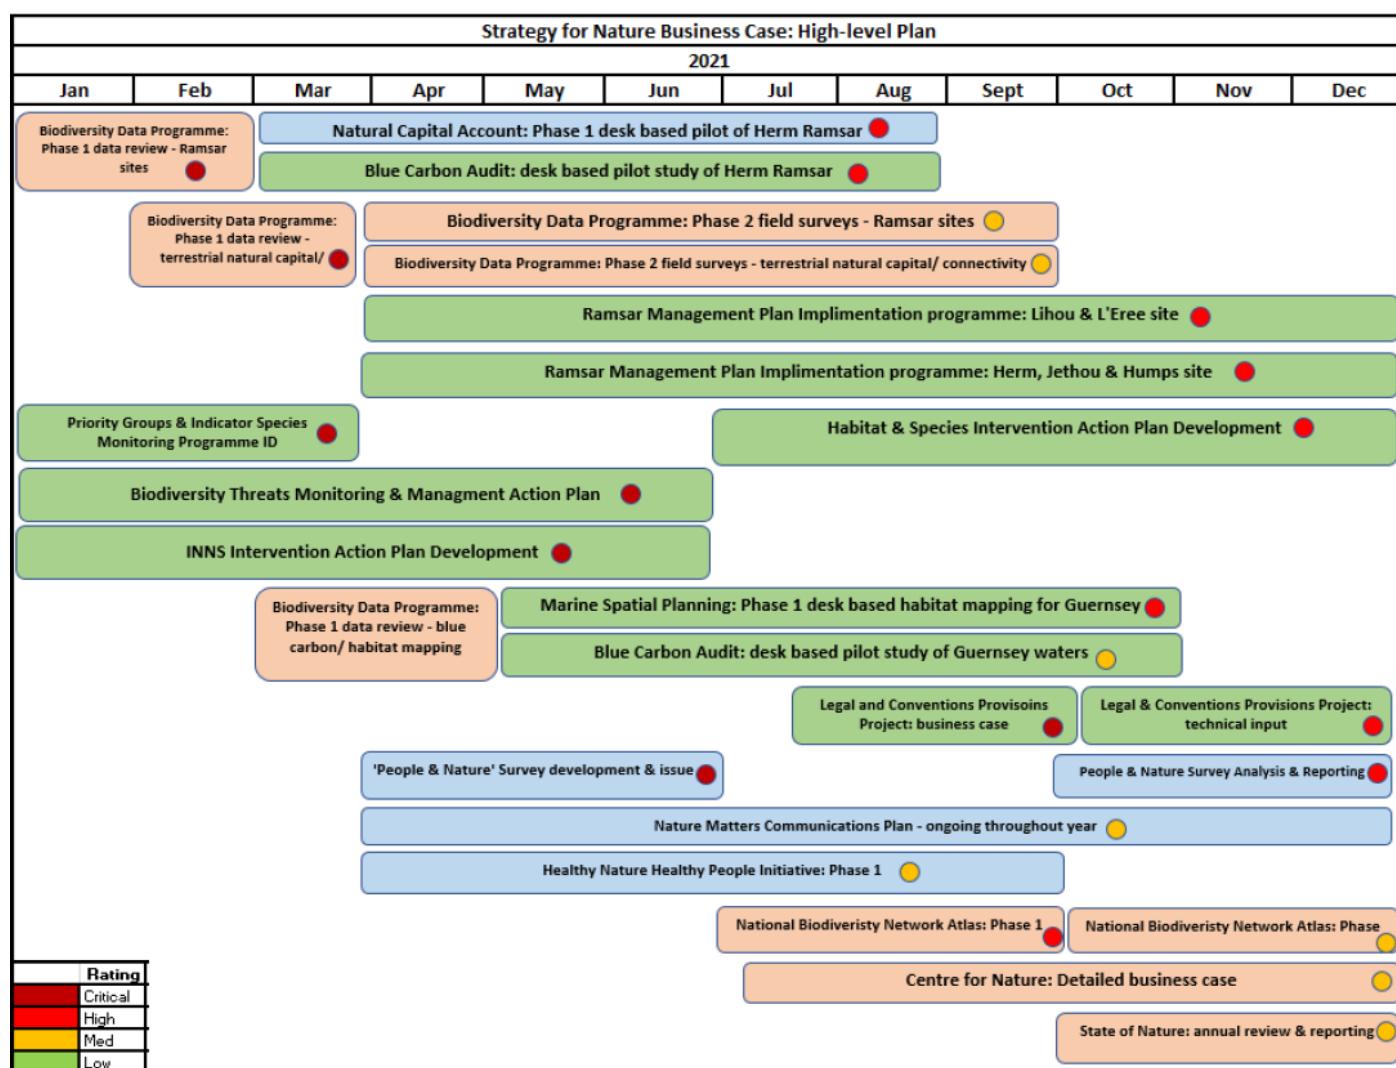 Strategy for Nature Business Case: High-level Plan
2021
Jan Feb Mar Apr May Jun Jul Aug Sept Oct Nov Dec
Biodiversity Data Programme:
Phase 1 data review - Ramsar
sites
Natural Capital Account: Phase 1 desk based pilot of Herm Ramsar
Blue Carbon Audit: desk based pilot study of Herm Ramsar
Biodiversity Data Programme:
Phase 1 data review -
terrestrial natural capital/
Biodiversity Data Programme: Phase 2 field surveys - Ramsar sites
Biodiversity Data Programme: Phase 2 field surveys - terrestrial natural capital/ connectivity
Ramsar Management Plan Implimentation programme: Lihou & L'Eree site
Ramsar Management Plan Implimentation programme: Herm, Jethou & Humps site
Priority Groups & Indicator Species
Monitoring Programme ID
Habitat & Species Intervention Action Plan Development
Biodiversity Threats Monitoring & Managment Action Plan
INNS Intervention Action Plan Development
Biodiversity Data Programme:
Phase 1 data review - blue
carbon/ habitat mapping
Marine Spatial Planning: Phase 1 desk based habitat mapping for Guernsey
Blue Carbon Audit: desk based pilot study of Guernsey waters
Legal and Conventions Provisoins
Project: business case
Legal & Conventions Provisions Project:
technical input
'People & Nature' Survey development & issue
People & Nature Survey Analysis & Reporting
Nature Matters Communications Plan - ongoing throughout year
Healthy Nature Healthy People Initiative: Phase 1
National Biodiveristy Network Atlas: Phase 1
National Biodiveristy Network Atlas: Phase
Centre for Nature: Detailed business case
State of Nature: annual review & reporting
Rating
Critical
High
Med
Low